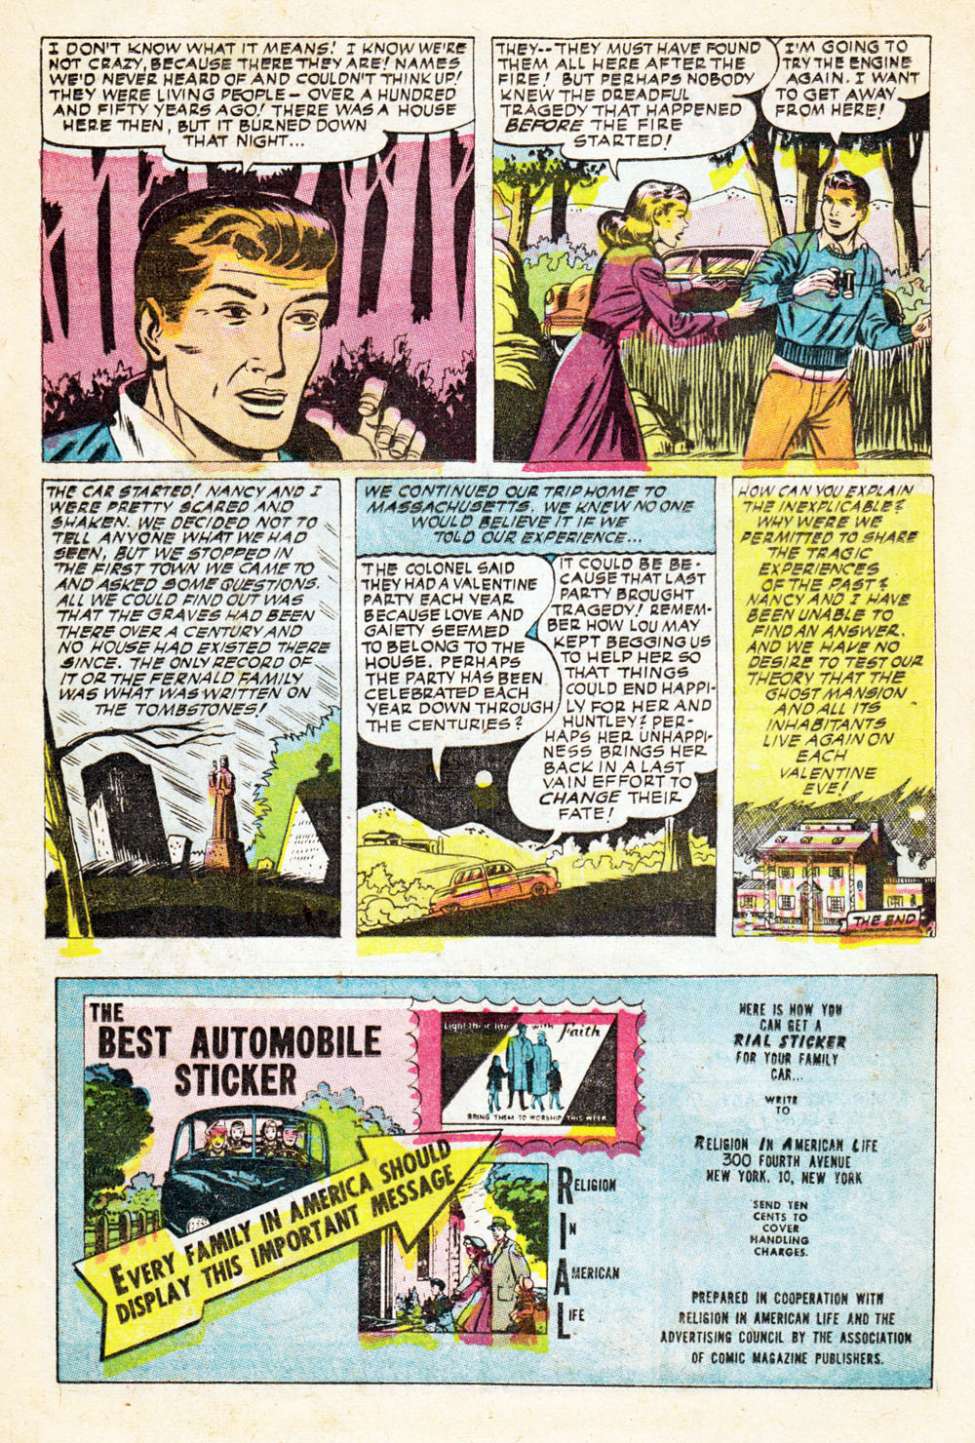 I DON'T KNOW WHAT IT MEANS! I KNOW WE'RE
NOT CRAZY, BECAUSE THERE THEY ARE! NAMES
WE'D NEVER HEARD OF AND COULDN'T THINK UP!
THEY WERE LIVING PEOPLE - OVER A HUNDRED
AND FIFTY YEARS AGO! THERE WAS A HOUSE
HERE THEN, BUT IT BURNED DOWN
THAT NIGHT...
THEY--THEY MUST HAVE FOUND
THEM ALL HERE AFTER THE
FIRE! BUT PERHAPS NOBODY
KNEW THE DREADFUL
TRAGEDY THAT HAPPENED
BEFORE THE FIRE
STARTED!
I'M GOING TO
TRY THE ENGINE
AGAIN. I WANT
TO GET AWAY
FROM HERE!
THE CAR STARTED! NANCY AND I
WERE PRETTY SCARED AND
SHAKEN. WE DECIDED NOT TO
TELL ANYONE WHAT WE HAD
SEEN, BUT WE STOPPED IN
THE FIRST TOWN WE CAME TO
AND ASKED SOME QUESTIONS.
ALL WE COULD FIND OUT WAS
THAT THE GRAVES HAD BEEN
THERE OVER A CENTURY AND
NO HOUSE HAD EXISTED THERE
SINCE. THE ONLY RECORD OF
IT OR THE FERNALD FAMILY
WAS WHAT WAS WRITTEN ON
THE TOMBSTONES!
WE CONTINUED OUR TRIP HOME TO
MASSACHUSETTS. WE KNEW NO ONE
WOULD BELIEVE IT IF WE
TOLD OUR EXPERIENCE...
THE COLONEL SAID
THEY HAD A VALENTINE
PARTY EACH YEAR
BECAUSE LOVE AND
GAIETY SEEMED
TO BELONG TO THE
HOUSE. PERHAPS
THE PARTY HAS BEEN
CELEBRATED EACH
YEAR DOWN THROUGH
THE CENTURIES?
IT COULD BE BE-
CAUSE THAT LAST
PARTY BROUGHT
TRAGEDY! REMEM-
BER HOW LOU MAY
KEPT BEGGING US
TO HELP HER SO
THAT THINGS
COULD END HAPPI-
LY FOR HER AND
HUNTLEY? PER-
HAPS HER UNHAPPI-
NESS BRINGS HER
BACK IN A LAST
VAIN EFFORT TO
CHANGE THEIR
FATE!
HOW CAN YOU EXPLAIN
THE INEXPLICABLE?
WHY WERE WE
PERMITTED TO SHARE
THE TRAGIC
EXPERIENCES
OF THE PAST?
NANCY AND I HAVE
BEEN UNABLE TO
FIND AN ANSWER.
AND WE HAVE NO
DESIRE TO TEST OUR
THEORY THAT THE
GHOST MANSION
AND ALL ITS
INHABITANTS
LIVE AGAIN ON
EACH
VALENTINE
EVE!
THE END
THE
BEST AUTOMOBILE
STICKER
Light their life with Faith
BRING THEM TO WORSHIP THIS WEEK
EVERY FAMILY IN AMERICA SHOULD
DISPLAY THIS IMPORTANT MESSAGE
RELIGION
IN
AMERICAN
LIFE
HERE IS HOW YOU
CAN GET A
RIAL STICKER
FOR YOUR FAMILY
CAR...
WRITE
TO
RELIGION IN AMERICAN LIFE
300 FOURTH AVENUE
NEW YORK. 10, NEW YORK
SEND TEN
CENTS TO
COVER
HANDLING
CHARGES.
PREPARED IN COOPERATION WITH
RELIGION IN AMERICAN LIFE AND THE
ADVERTISING COUNCIL BY THE ASSOCIATION
OF COMIC MAGAZINE PUBLISHERS.